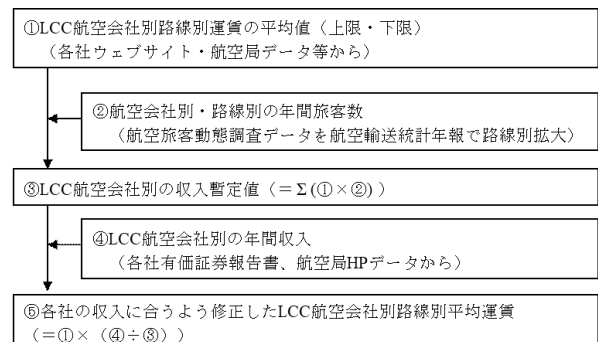 ①LCC航空会社別路線別運賃の平均値（上限・下限）
（各社ウェブサイト・航空局データ等から）
②航空会社別・路線別の年間旅客数
（航空旅客動態調査データを航空輸送統計年報で路線別拡大）
③LCC航空会社別の収入暫定値（＝Σ(①×②)）
④LCC航空会社別の年間収入
（各社有価証券報告書、航空局HPデータから）
⑤各社の収入に合うよう修正したLCC航空会社別路線別平均運賃
（＝①×（④÷③））